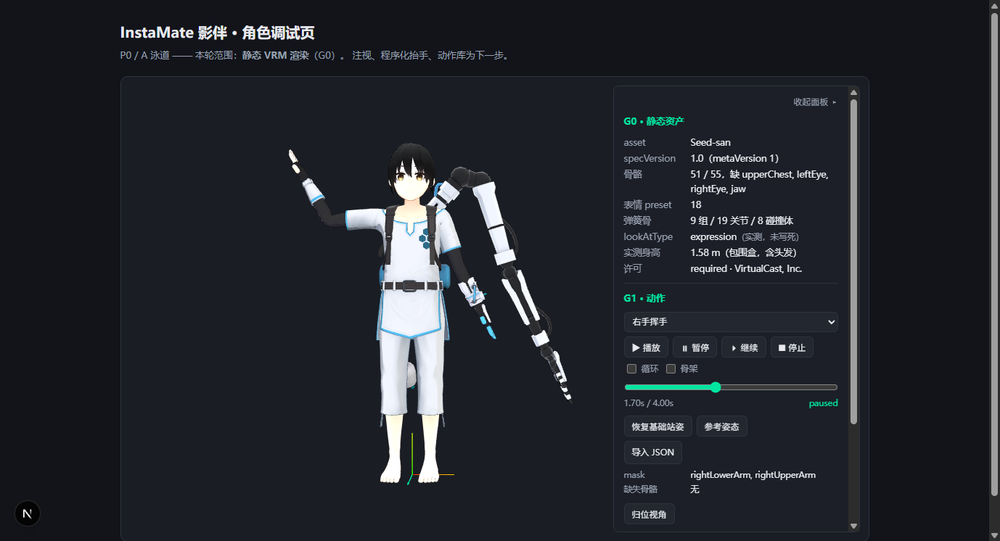 InstaMate 影伴 • 角色调试页
P0 / A 泳道 —— 本轮范围：静态 VRM 渲染（G0）。 注视、程序化抬手、动作库为下一步。
收起面板 ▸
G0 • 静态资产
asset Seed-san
specVersion 1.0（metaVersion 1）
骨骼 51 / 55，缺 upperChest, leftEye,
rightEye, jaw
表情 preset 18
弹簧骨 9 组 / 19 关节 / 8 碰撞体
lookAtType expression（实测，未写死）
实测身高 1.58 m（包围盒，含头发）
许可 required · VirtualCast, Inc.
G1 • 动作
右手挥手
▶ 播放 ⏸ 暂停 ⏵ 继续 ■ 停止
循环 骨架
1.70s / 4.00s paused
恢复基础站姿 参考姿态
导入 JSON
mask rightLowerArm, rightUpperArm
缺失骨骼 无
归位视角
N